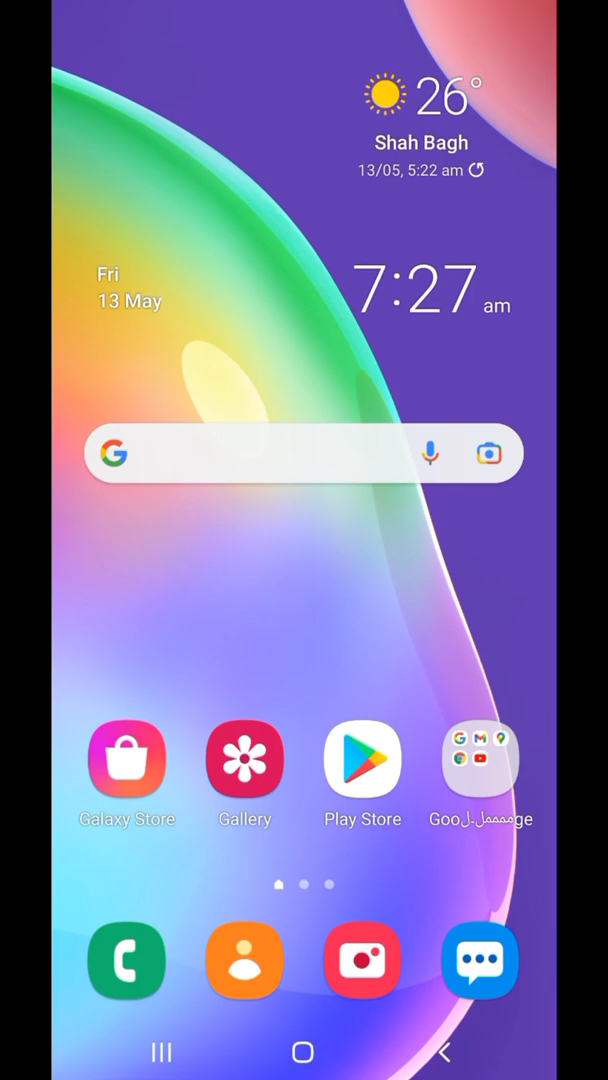 26°
Shah Bagh
13/05, 5:22 am
Fri
13 May
7:27 am
Galaxy Store
Gallery
Play Store